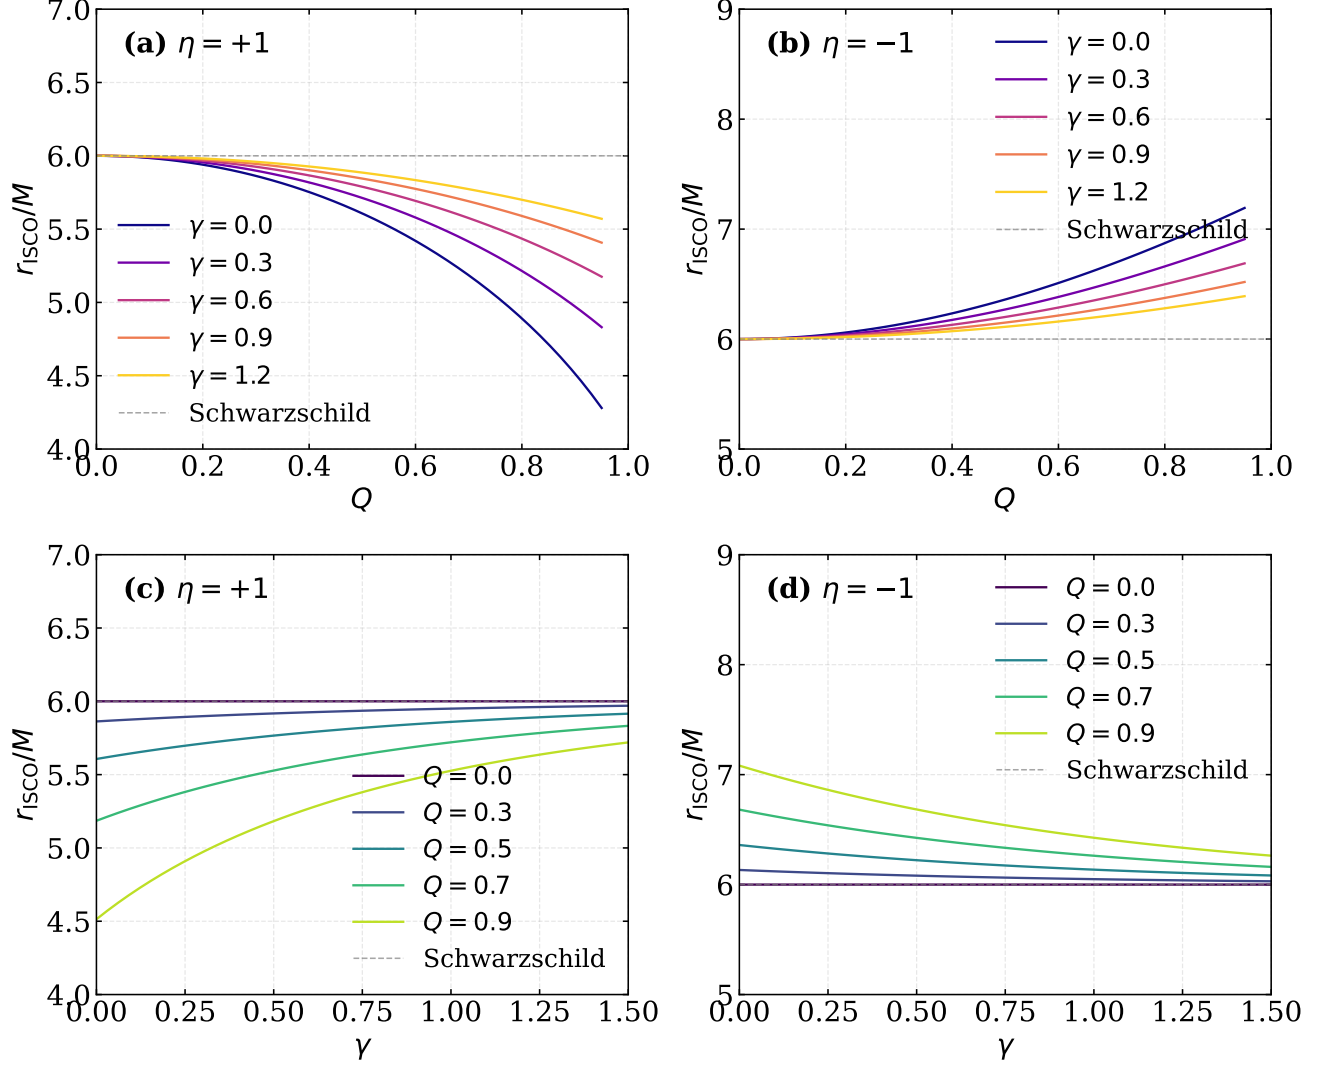 (a) η = +1
7.0
6.5
6.0
5.5
5.0
4.5
4.0
r_ISCO/M
γ = 0.0
γ = 0.3
γ = 0.6
γ = 0.9
γ = 1.2
Schwarzschild
0.0 0.2 0.4 0.6 0.8 1.0
Q
(b) η = −1
9
8
7
6
5
r_ISCO/M
γ = 0.0
γ = 0.3
γ = 0.6
γ = 0.9
γ = 1.2
Schwarzschild
0.0 0.2 0.4 0.6 0.8 1.0
Q
(c) η = +1
7.0
6.5
6.0
5.5
5.0
4.5
4.0
r_ISCO/M
Q = 0.0
Q = 0.3
Q = 0.5
Q = 0.7
Q = 0.9
Schwarzschild
0.00 0.25 0.50 0.75 1.00 1.25 1.50
γ
(d) η = −1
9
8
7
6
5
r_ISCO/M
Q = 0.0
Q = 0.3
Q = 0.5
Q = 0.7
Q = 0.9
Schwarzschild
0.00 0.25 0.50 0.75 1.00 1.25 1.50
γ